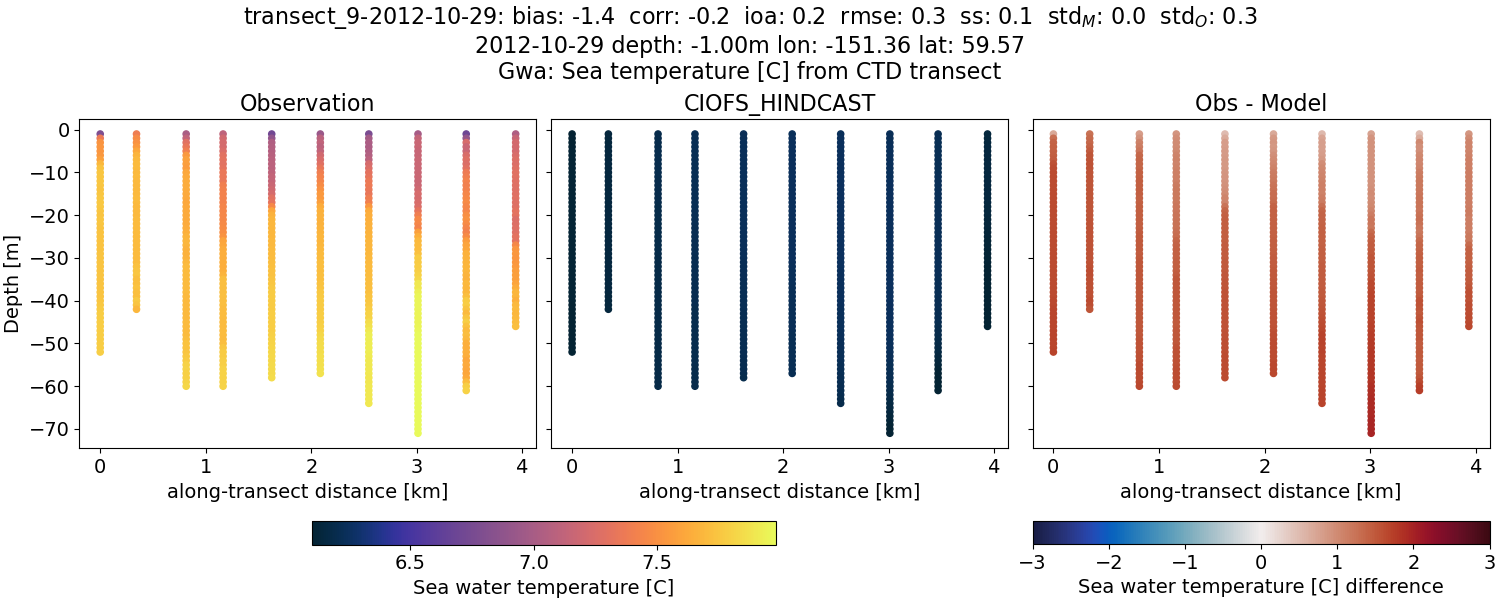 transect_9-2012-10-29: bias: -1.4 corr: -0.2 ioa: 0.2 rmse: 0.3 ss: 0.1 std_M: 0.0 std_O: 0.3
2012-10-29 depth: -1.00m lon: -151.36 lat: 59.57
Gwa: Sea temperature [C] from CTD transect
Observation
CIOFS_HINDCAST
Obs - Model
Depth [m]
0
−10
−20
−30
−40
−50
−60
−70
0 1 2 3 4
0 1 2 3 4
0 1 2 3 4
along-transect distance [km]
along-transect distance [km]
along-transect distance [km]
6.5 7.0 7.5
Sea water temperature [C]
−3 −2 −1 0 1 2 3
Sea water temperature [C] difference